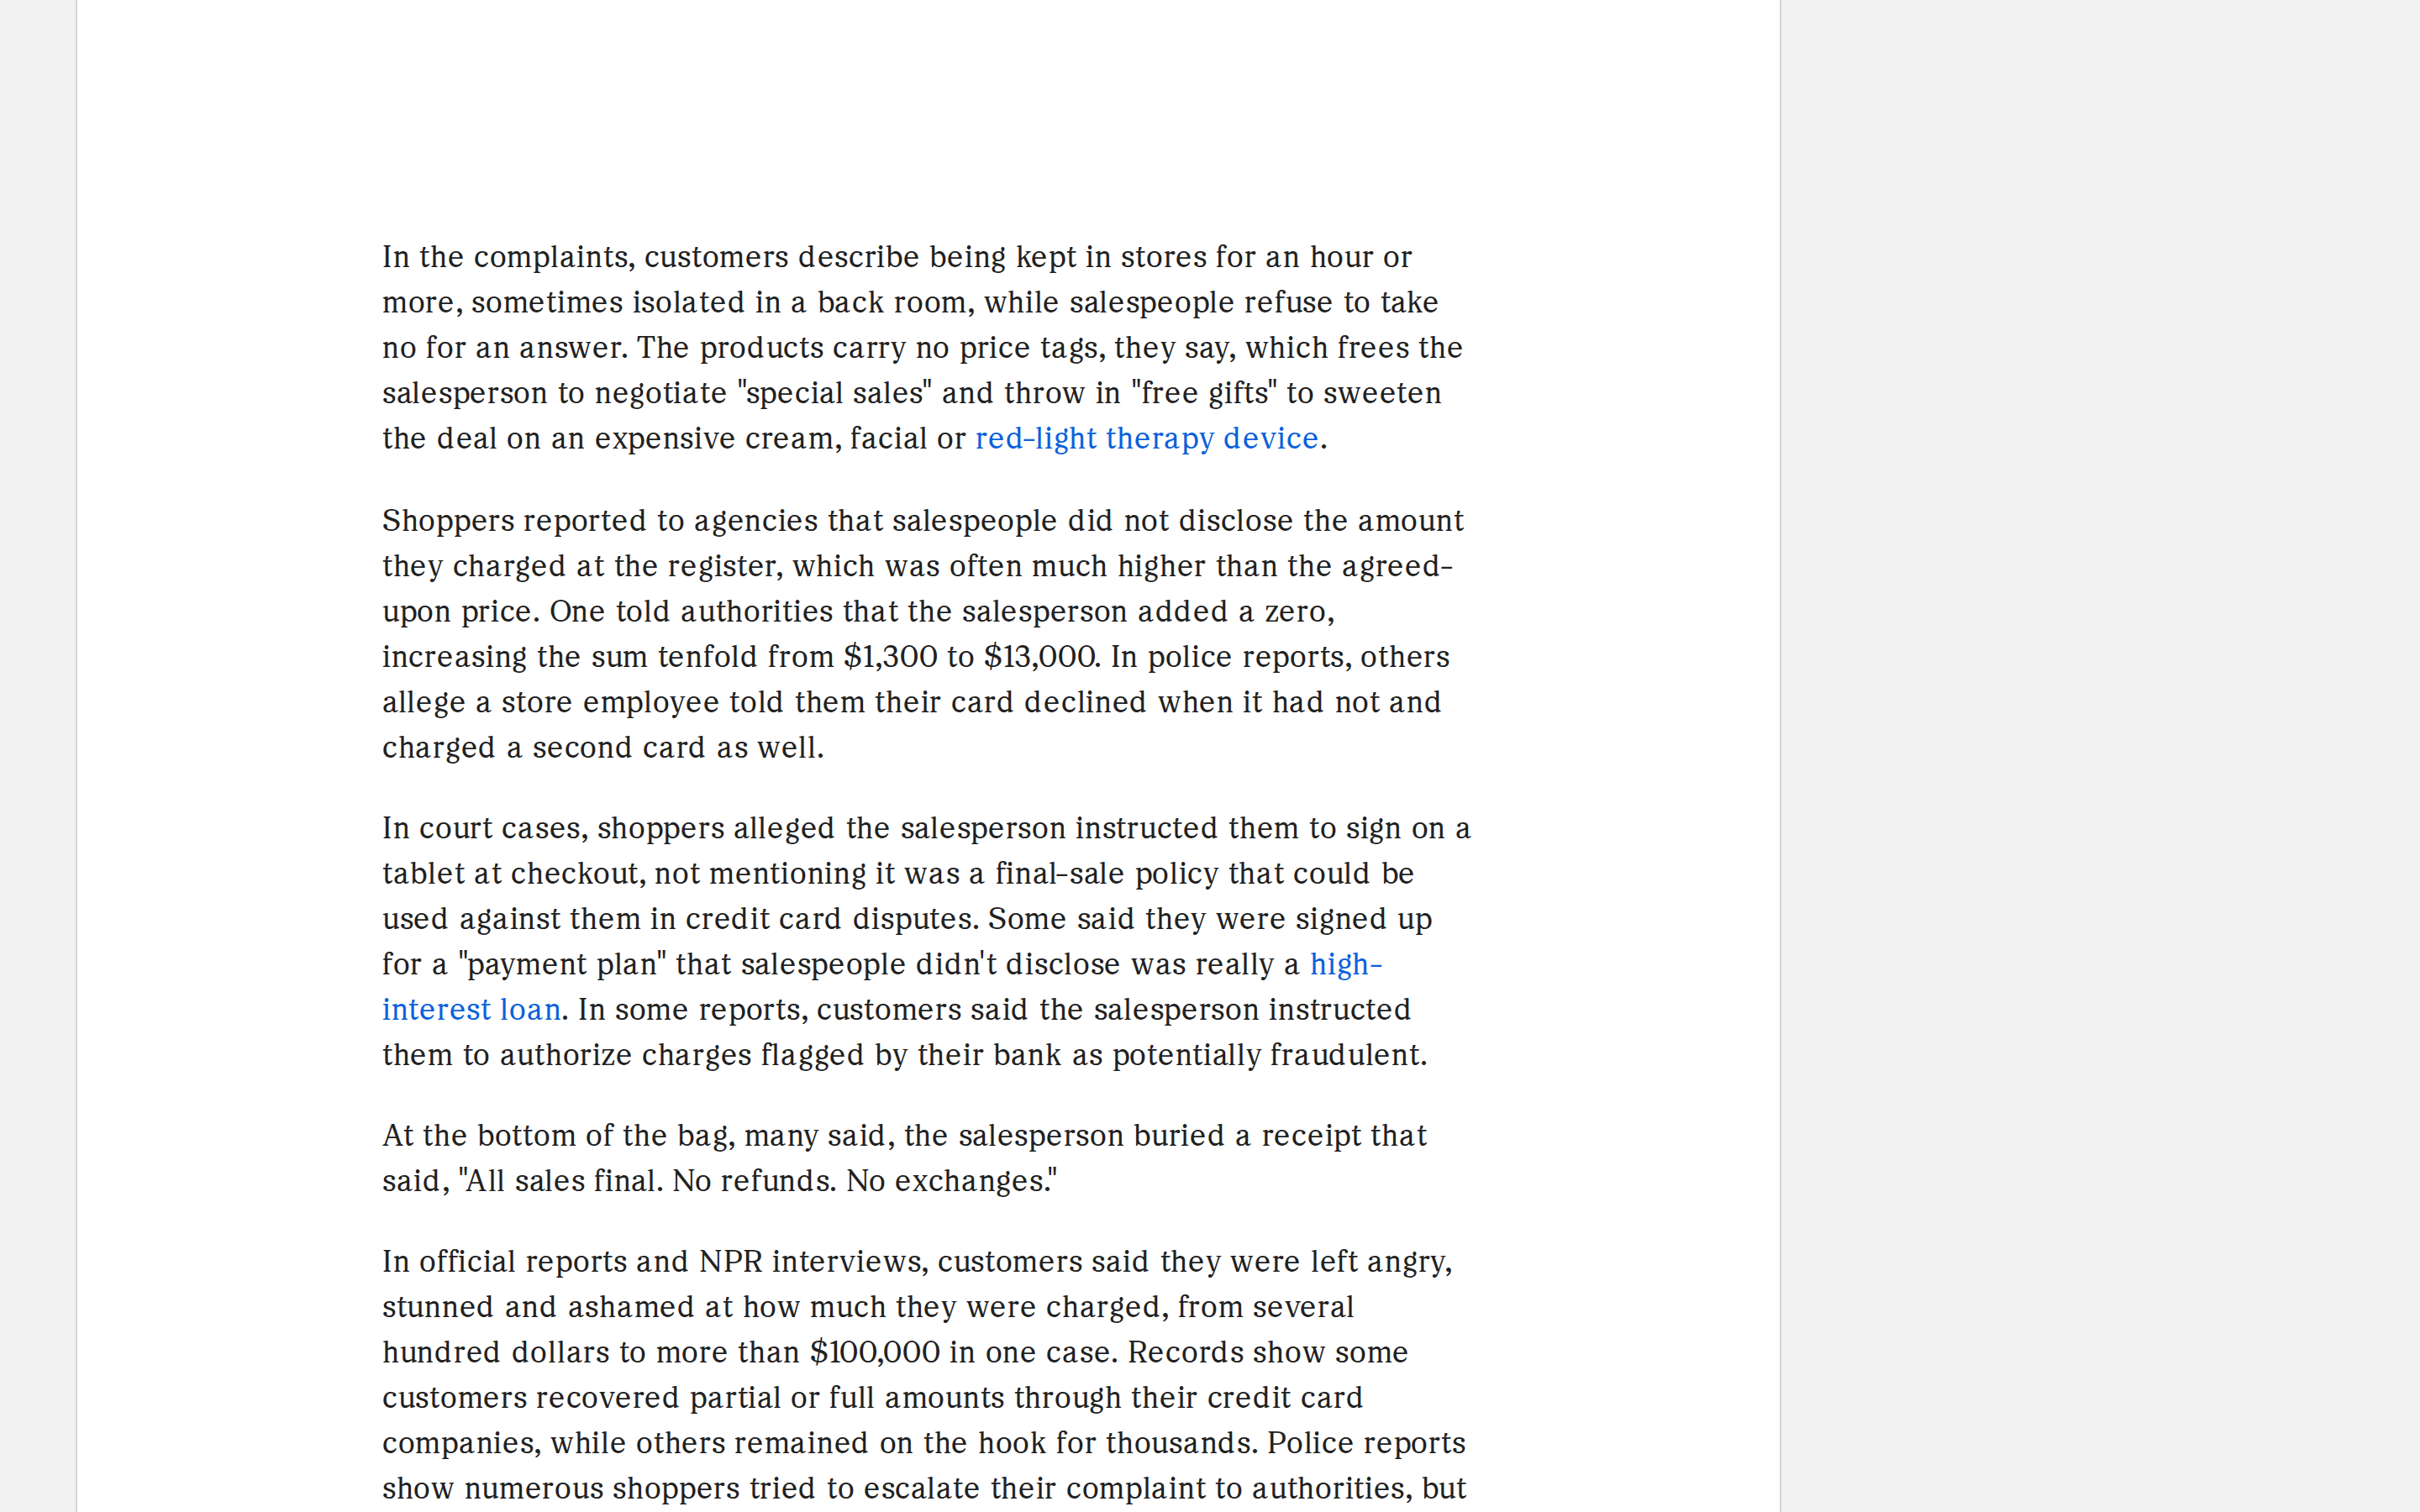 In the complaints, customers describe being kept in stores for an hour or
more, sometimes isolated in a back room, while salespeople refuse to take
no for an answer. The products carry no price tags, they say, which frees the
salesperson to negotiate "special sales" and throw in "free gifts" to sweeten
the deal on an expensive cream, facial or red-light therapy device.
Shoppers reported to agencies that salespeople did not disclose the amount
they charged at the register, which was often much higher than the agreed-
upon price. One told authorities that the salesperson added a zero,
increasing the sum tenfold from $1,300 to $13,000. In police reports, others
allege a store employee told them their card declined when it had not and
charged a second card as well.
In court cases, shoppers alleged the salesperson instructed them to sign on a
tablet at checkout, not mentioning it was a final-sale policy that could be
used against them in credit card disputes. Some said they were signed up
for a "payment plan" that salespeople didn't disclose was really a high-
interest loan. In some reports, customers said the salesperson instructed
them to authorize charges flagged by their bank as potentially fraudulent.
At the bottom of the bag, many said, the salesperson buried a receipt that
said, "All sales final. No refunds. No exchanges."
In official reports and NPR interviews, customers said they were left angry,
stunned and ashamed at how much they were charged, from several
hundred dollars to more than $100,000 in one case. Records show some
customers recovered partial or full amounts through their credit card
companies, while others remained on the hook for thousands. Police reports
show numerous shoppers tried to escalate their complaint to authorities, but